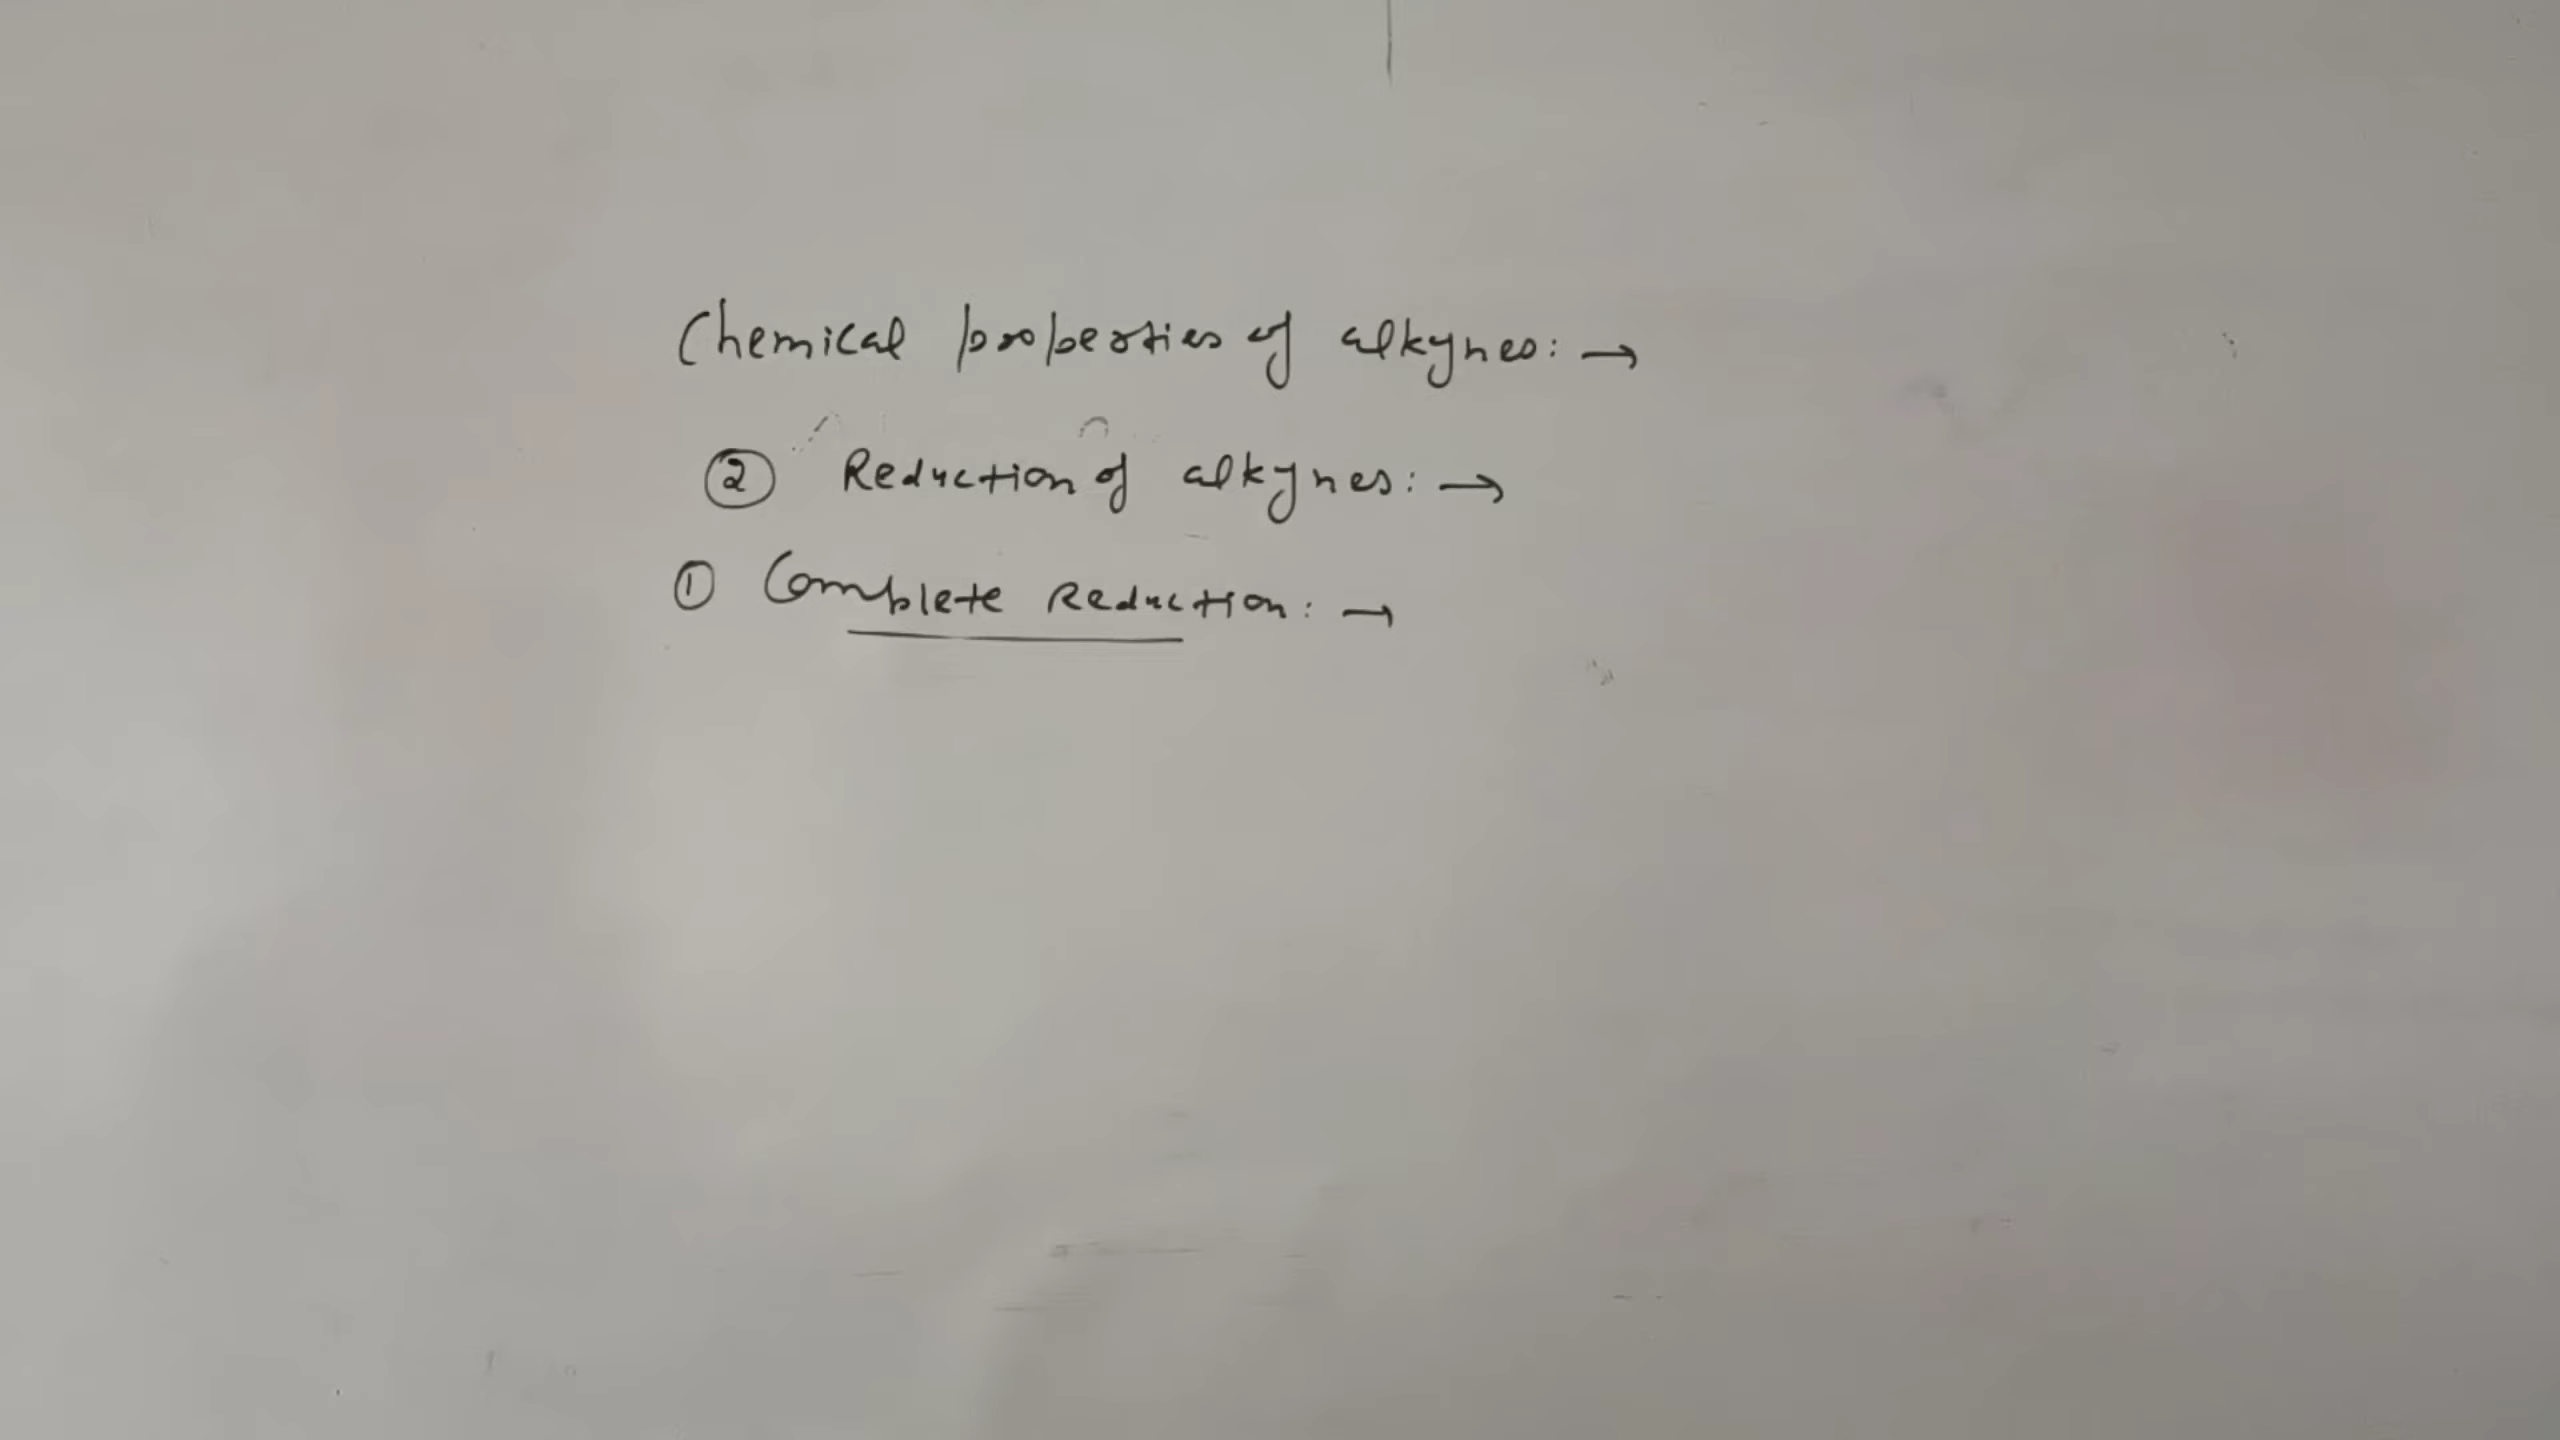 Chemical properties of alkynes: →
② Reduction of alkynes: →
① Complete Reduction: →